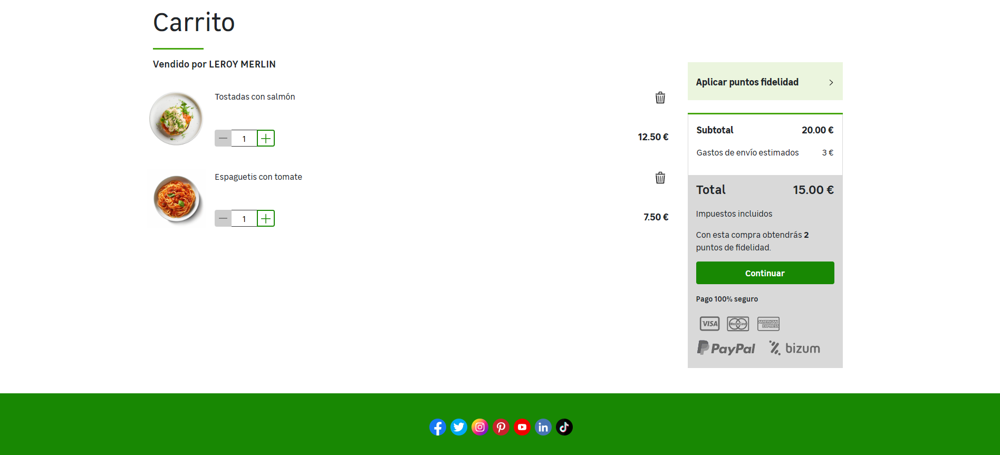 Carrito
Vendido por LEROY MERLIN
Tostadas con salmón
1
12.50 €
Espaguetis con tomate
1
7.50 €
Aplicar puntos fidelidad
Subtotal 20.00 €
Gastos de envío estimados 3 €
Total 15.00 €
Impuestos incluidos
Con esta compra obtendrás 2
puntos de fidelidad.
Continuar
Pago 100% seguro
VISA MasterCard AMERICAN EXPRESS
PayPal bizum